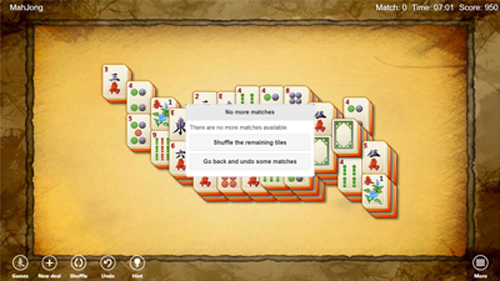 MahJong
Match: 0 Time: 07:01 Score: 950
No more matches
There are no more matches available
Shuffle the remaining tiles
Go back and undo some matches
Games
New deal
Shuffle
Undo
Hint
More